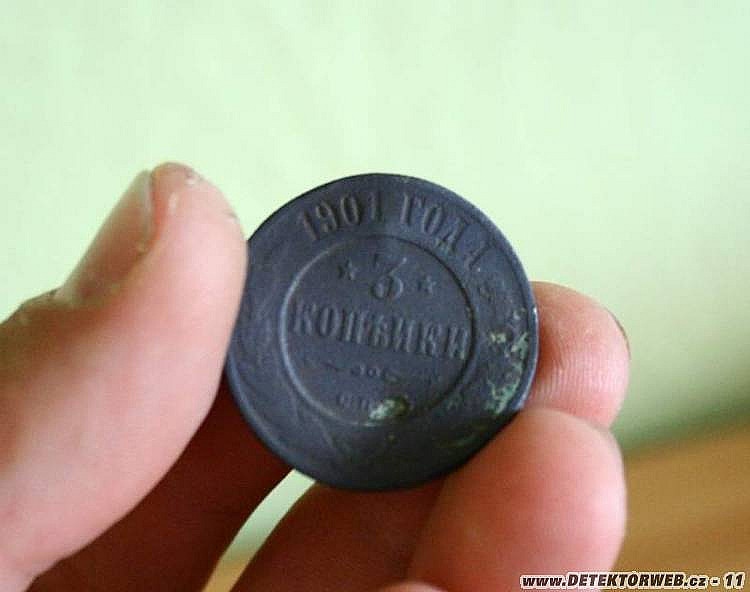 1901 ГОДА.
3
КОПѢЙКИ
www.DETEKTORWEB.cz - 11